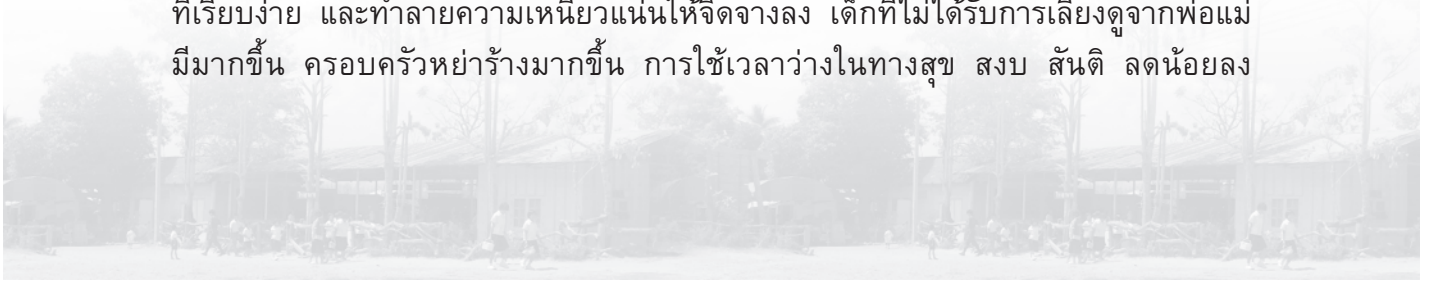 ที่เรียบง่าย และทำลายความเหนียวแน่นให้จืดจางลง เด็กที่ไม่ได้รับการเลี้ยงดูจากพ่อแม่
มีมากขึ้น ครอบครัวหย่าร้างมากขึ้น การใช้เวลาว่างในทางสุข สงบ สันติ ลดน้อยลง